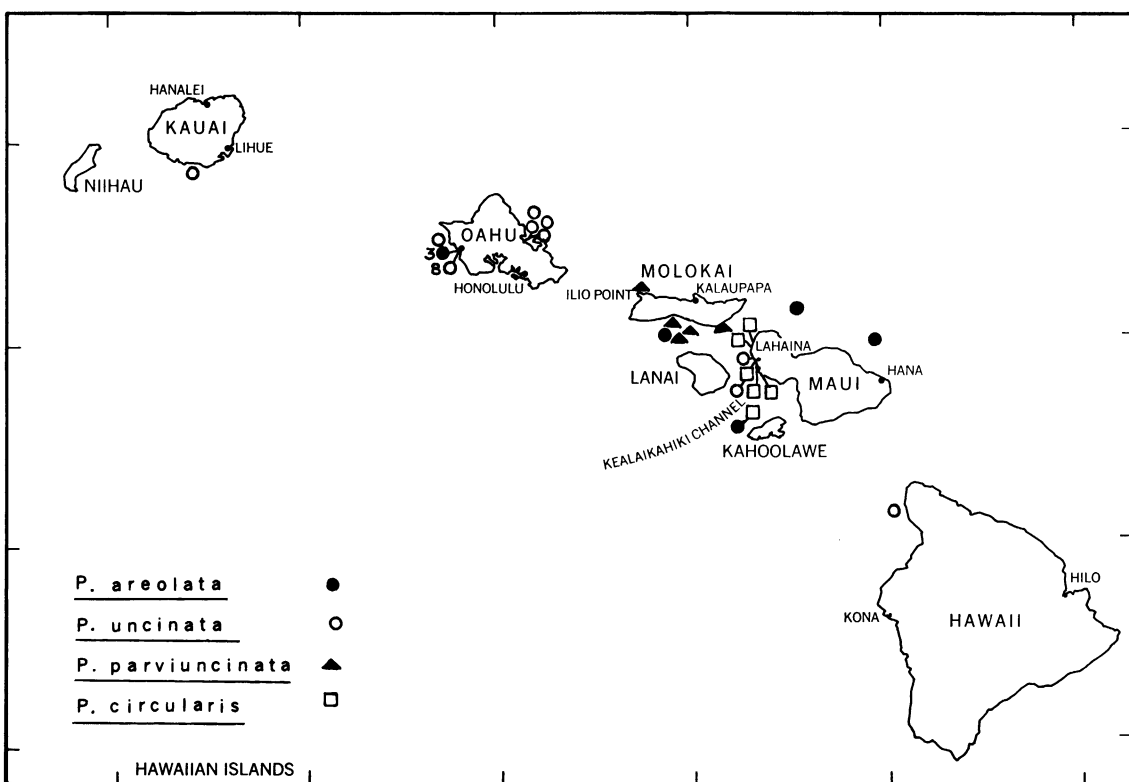 HANALEI
KAUAI
LIHUE
NIIHAU
OAHU
3
8
HONOLULU
MOLOKAI
ILIO POINT
KALAUPAPA
LAHAINA
LANAI
MAUI
HANA
KEALAIKAHIKI CHANNEL
KAHOOLAWE
P. areolata
P. uncinata
P. parviuncinata
P. circularis
HILO
KONA
HAWAII
HAWAIIAN ISLANDS